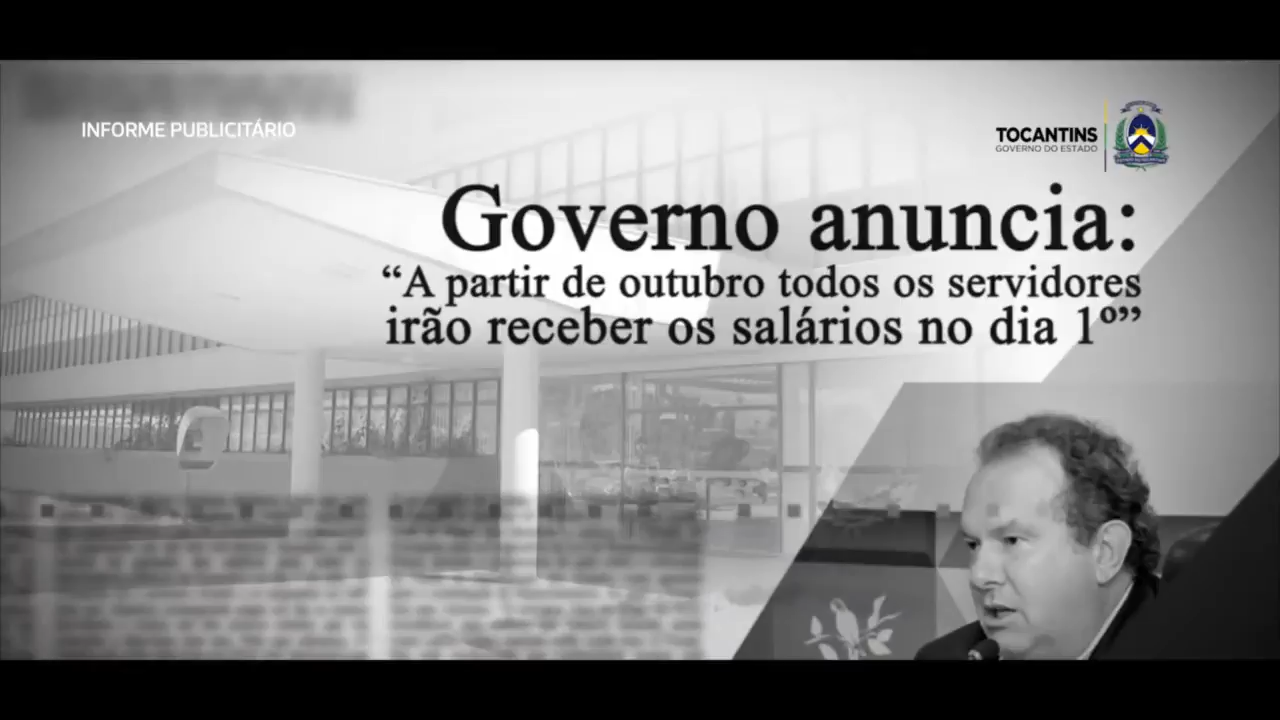 INFORME PUBLICITÁRIO
TOCANTINS
GOVERNO DO ESTADO
Governo anuncia:
“A partir de outubro todos os servidores
irão receber os salários no dia 1º”